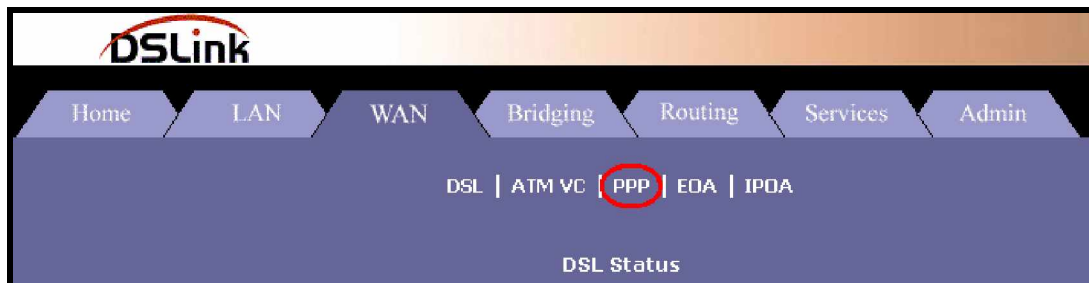 DSLink
Home LAN WAN Bridging Routing Services Admin
DSL | ATM VC | PPP | EOA | IPOA
DSL Status